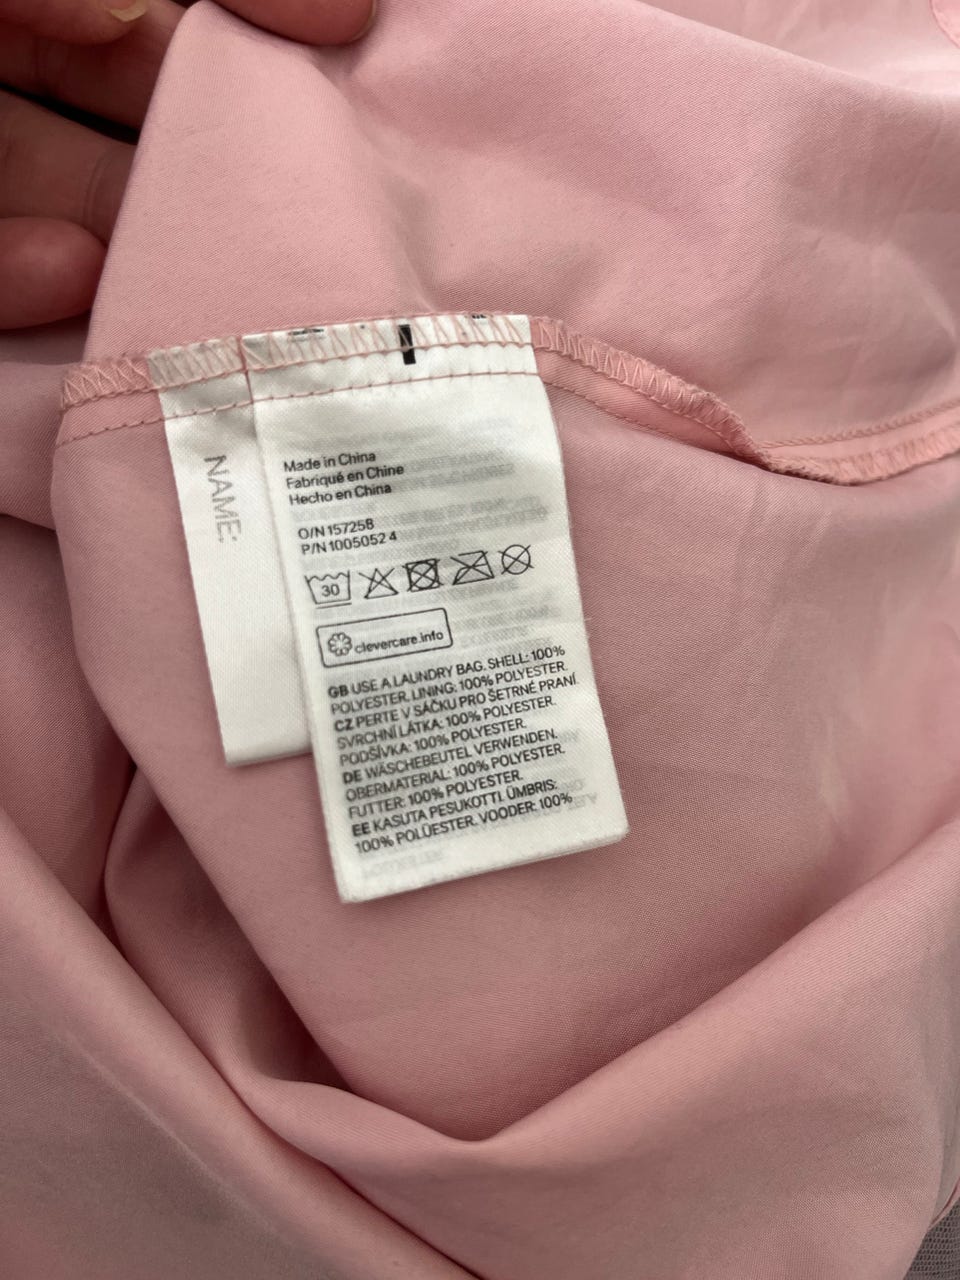 NAME:
Made in China
Fabriqué en Chine
Hecho en China
O/N 157258
P/N 1005052 4
30
clevercare.info
GB USE A LAUNDRY BAG. SHELL: 100%
POLYESTER. LINING: 100% POLYESTER.
CZ PERTE V SÁČKU PRO ŠETRNÉ PRANÍ.
SVRCHNÍ LÁTKA: 100% POLYESTER.
PODŠÍVKA: 100% POLYESTER.
DE WÄSCHEBEUTEL VERWENDEN.
OBERMATERIAL: 100% POLYESTER.
FUTTER: 100% POLYESTER.
EE KASUTA PESUKOTTI. ÜMBRIS:
100% POLÜESTER. VOODER: 100%